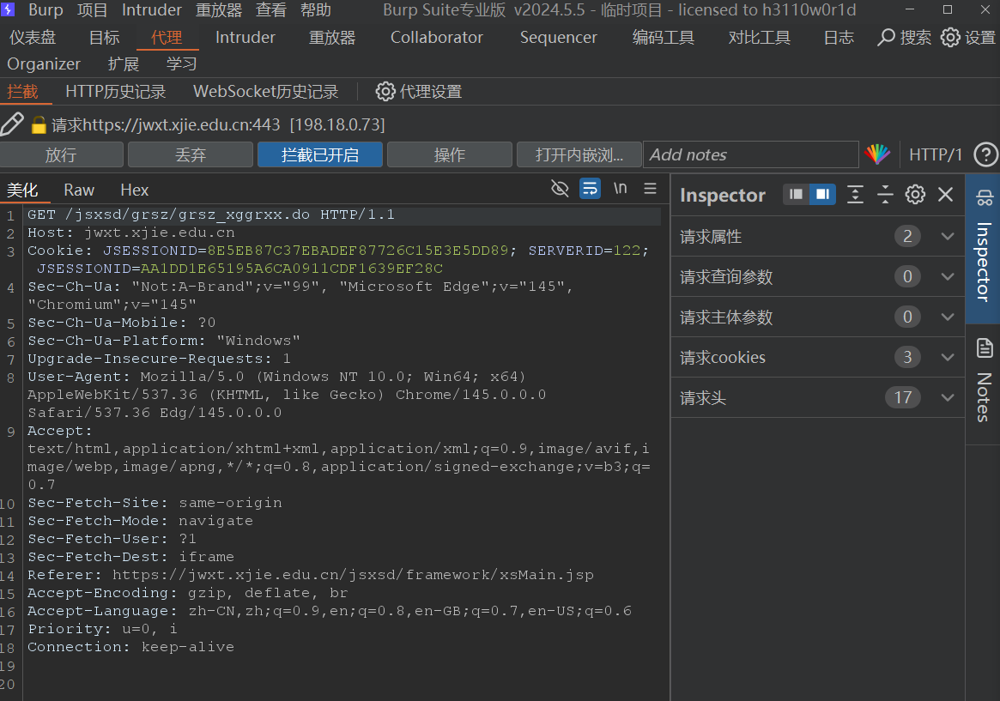 Burp 项目 Intruder 重放器 查看 帮助 Burp Suite专业版 v2024.5.5 - 临时项目 - licensed to h3110w0r1d
仪表盘 目标 代理 Intruder 重放器 Collaborator Sequencer 编码工具 对比工具 日志 搜索 设置
Organizer 扩展 学习
拦截 HTTP历史记录 WebSocket历史记录 代理设置
请求https://jwxt.xjie.edu.cn:443 [198.18.0.73]
放行 丢弃 拦截已开启 操作 打开内嵌浏... Add notes HTTP/1 ?
美化 Raw Hex \n
Inspector
1 GET /jsxsd/grsz/grsz_xggrxx.do HTTP/1.1
2 Host: jwxt.xjie.edu.cn
3 Cookie: JSESSIONID=8E5EB87C37EBADEF87726C15E3E5DD89; SERVERID=122;
JSESSIONID=AA1DD1E65195A6CA0911CDF1639EF28C
4 Sec-Ch-Ua: "Not:A-Brand";v="99", "Microsoft Edge";v="145",
"Chromium";v="145"
5 Sec-Ch-Ua-Mobile: ?0
6 Sec-Ch-Ua-Platform: "Windows"
7 Upgrade-Insecure-Requests: 1
8 User-Agent: Mozilla/5.0 (Windows NT 10.0; Win64; x64)
AppleWebKit/537.36 (KHTML, like Gecko) Chrome/145.0.0.0
Safari/537.36 Edg/145.0.0.0
9 Accept:
text/html,application/xhtml+xml,application/xml;q=0.9,image/avif,i
mage/webp,image/apng,*/*;q=0.8,application/signed-exchange;v=b3;q=
0.7
10 Sec-Fetch-Site: same-origin
11 Sec-Fetch-Mode: navigate
12 Sec-Fetch-User: ?1
13 Sec-Fetch-Dest: iframe
14 Referer: https://jwxt.xjie.edu.cn/jsxsd/framework/xsMain.jsp
15 Accept-Encoding: gzip, deflate, br
16 Accept-Language: zh-CN,zh;q=0.9,en;q=0.8,en-GB;q=0.7,en-US;q=0.6
17 Priority: u=0, i
18 Connection: keep-alive
19
20
请求属性 2
请求查询参数 0
请求主体参数 0
请求cookies 3
请求头 17
Inspector
Notes